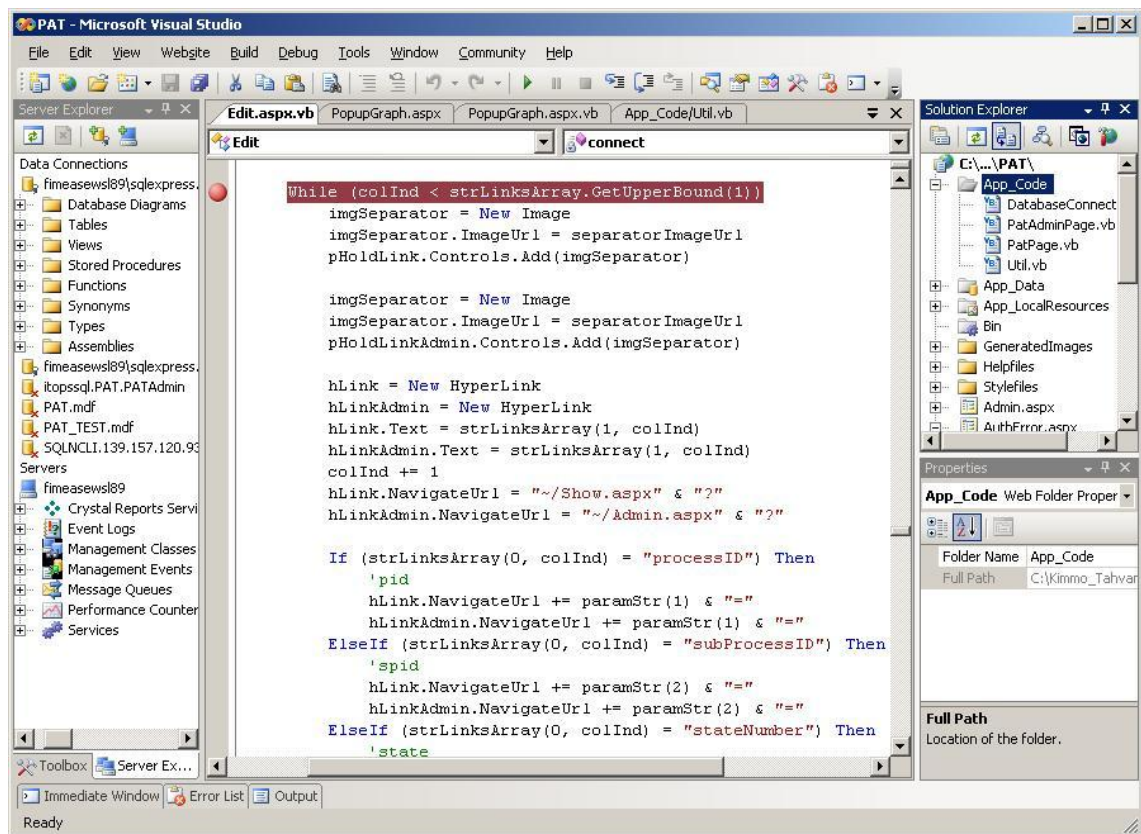 PAT - Microsoft Visual Studio
File Edit View Website Build Debug Tools Window Community Help
Server Explorer
Data Connections
fimeasewsl89\sqlexpress.
Database Diagrams
Tables
Views
Stored Procedures
Functions
Synonyms
Types
Assemblies
fimeasewsl89\sqlexpress.
itopssql.PAT.PATAdmin
PAT.mdf
PAT_TEST.mdf
SQLNCLI.139.157.120.93
Servers
fimeasewsl89
Crystal Reports Servi
Event Logs
Management Classes
Management Events
Message Queues
Performance Counter
Services
Toolbox Server Ex...
Edit.aspx.vb PopupGraph.aspx PopupGraph.aspx.vb App_Code/Util.vb
Edit connect
While (colInd < strLinksArray.GetUpperBound(1))
imgSeparator = New Image
imgSeparator.ImageUrl = separatorImageUrl
pHoldLink.Controls.Add(imgSeparator)
imgSeparator = New Image
imgSeparator.ImageUrl = separatorImageUrl
pHoldLinkAdmin.Controls.Add(imgSeparator)
hLink = New HyperLink
hLinkAdmin = New HyperLink
hLink.Text = strLinksArray(1, colInd)
hLinkAdmin.Text = strLinksArray(1, colInd)
colInd += 1
hLink.NavigateUrl = "~/Show.aspx" & "?"
hLinkAdmin.NavigateUrl = "~/Admin.aspx" & "?"
If (strLinksArray(0, colInd) = "processID") Then
'pid
hLink.NavigateUrl += paramStr(1) & "="
hLinkAdmin.NavigateUrl += paramStr(1) & "="
ElseIf (strLinksArray(0, colInd) = "subProcessID") Then
'spid
hLink.NavigateUrl += paramStr(2) & "="
hLinkAdmin.NavigateUrl += paramStr(2) & "="
ElseIf (strLinksArray(0, colInd) = "stateNumber") Then
'state
Solution Explorer
C:\...\PAT\
App_Code
DatabaseConnect
PatAdminPage.vb
PatPage.vb
Util.vb
App_Data
App_LocalResources
Bin
GeneratedImages
Helpfiles
Stylefiles
Admin.aspx
AuthError.aspx
Properties
App_Code Web Folder Proper
Folder Name App_Code
Full Path C:\Kimmo_Tahvar
Full Path
Location of the folder.
Immediate Window Error List Output
Ready